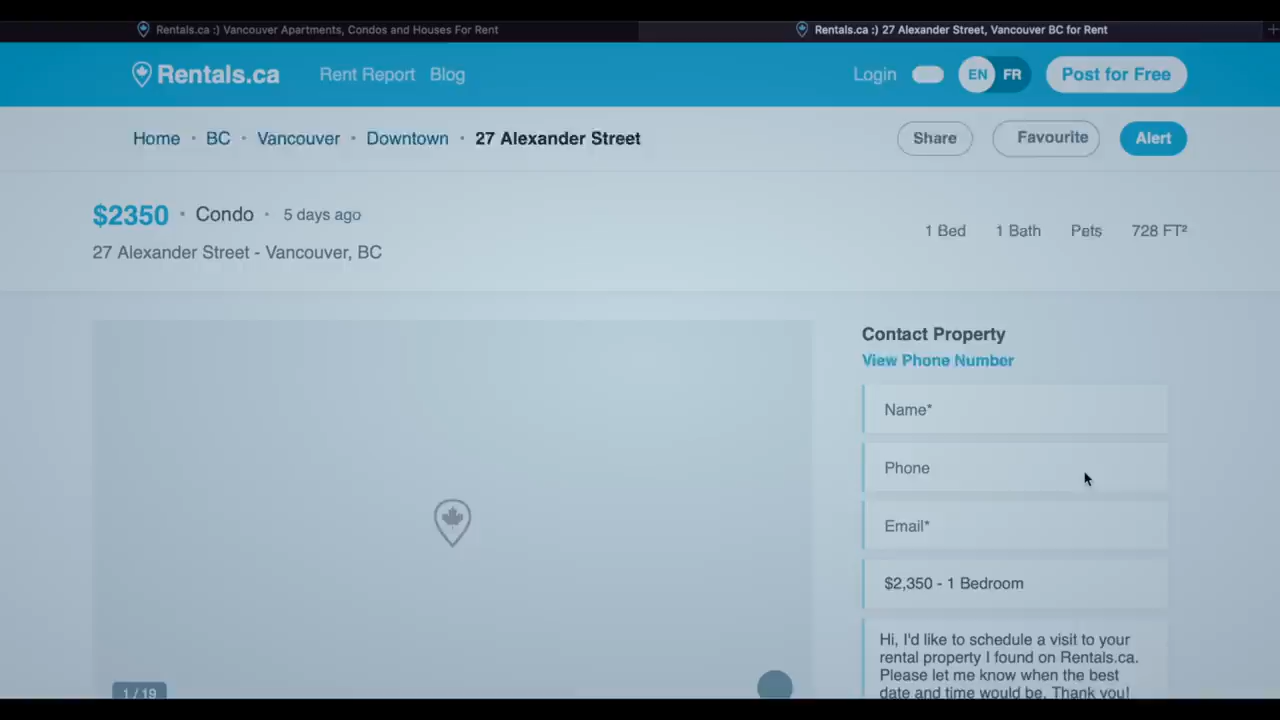 Rentals.ca :) Vancouver Apartments, Condos and Houses For Rent
Rentals.ca :) 27 Alexander Street, Vancouver BC for Rent
Rentals.ca Rent Report Blog Login EN FR Post for Free
Home · BC · Vancouver · Downtown · 27 Alexander Street Share Favourite Alert
$2350 · Condo · 5 days ago
27 Alexander Street - Vancouver, BC
1 Bed 1 Bath Pets 728 FT²
Contact Property
View Phone Number
Name*
Phone
Email*
$2,350 - 1 Bedroom
Hi, I'd like to schedule a visit to your
rental property I found on Rentals.ca.
Please let me know when the best
date and time would be. Thank you!
1 / 19